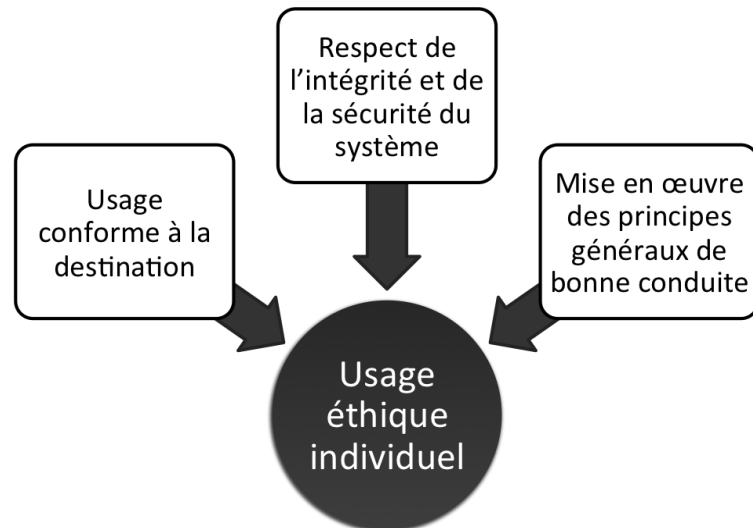 Respect de
l’intégrité et de
la sécurité du
système
Usage
conforme à la
destination
Mise en œuvre
des principes
généraux de
bonne conduite
Usage
éthique
individuel